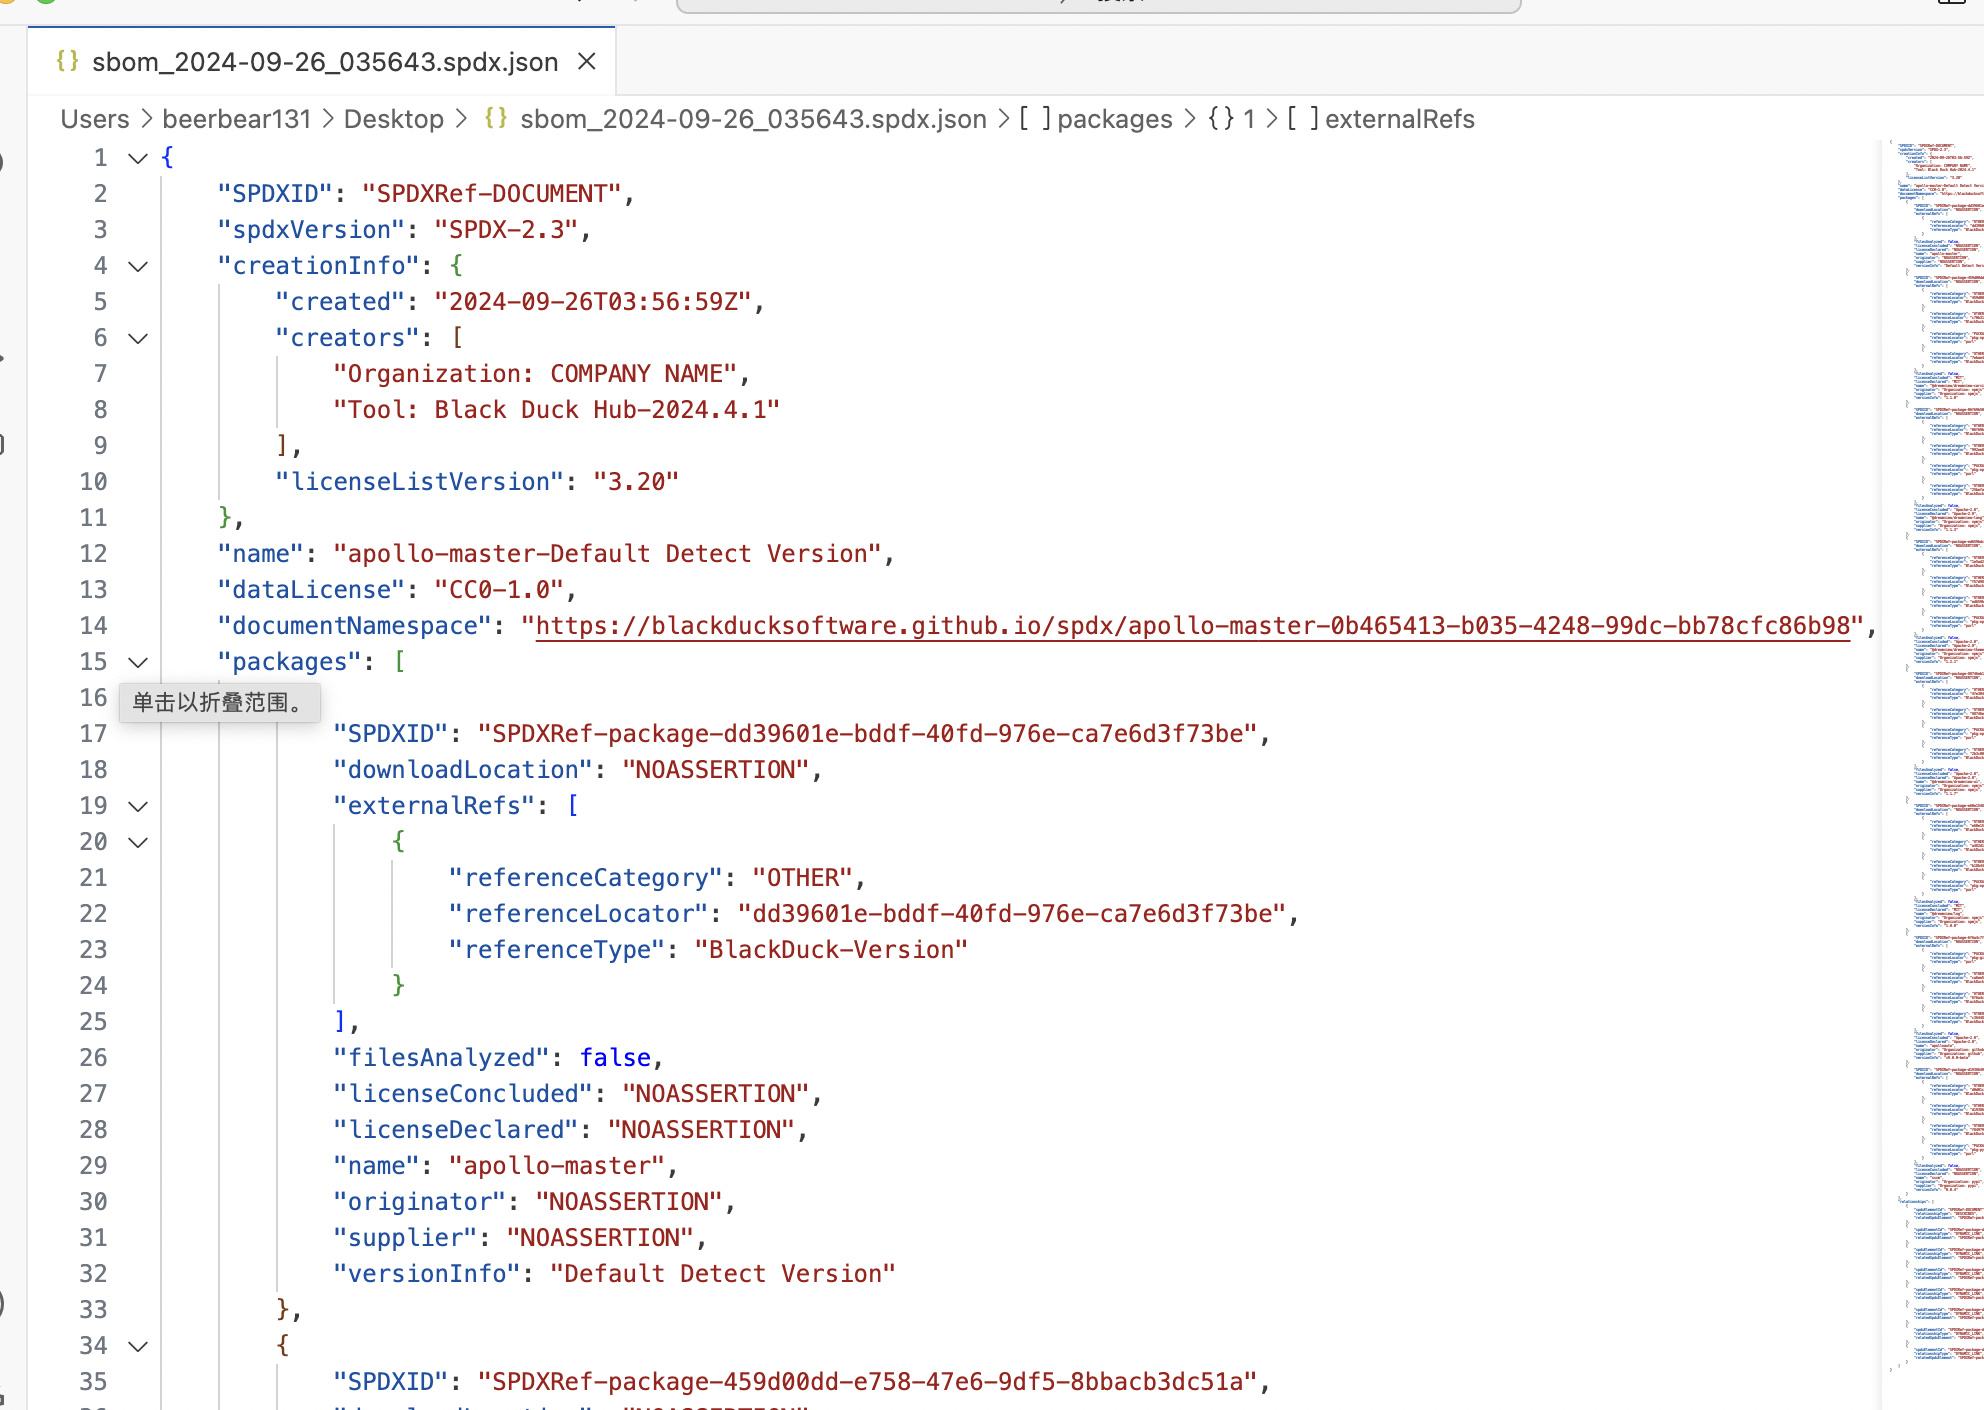 sbom_2024-09-26_035643.spdx.json
Users > beerbear131 > Desktop > {} sbom_2024-09-26_035643.spdx.json > [ ] packages > {} 1 > [ ] externalRefs
1 {
2 "SPDXID": "SPDXRef-DOCUMENT",
3 "spdxVersion": "SPDX-2.3",
4 "creationInfo": {
5 "created": "2024-09-26T03:56:59Z",
6 "creators": [
7 "Organization: COMPANY NAME",
8 "Tool: Black Duck Hub-2024.4.1"
9 ],
10 "licenseListVersion": "3.20"
11 },
12 "name": "apollo-master-Default Detect Version",
13 "dataLicense": "CC0-1.0",
14 "documentNamespace": "https://blackducksoftware.github.io/spdx/apollo-master-0b465413-b035-4248-99dc-bb78cfc86b98",
15 "packages": [
16 单击以折叠范围。
17 "SPDXID": "SPDXRef-package-dd39601e-bddf-40fd-976e-ca7e6d3f73be",
18 "downloadLocation": "NOASSERTION",
19 "externalRefs": [
20 {
21 "referenceCategory": "OTHER",
22 "referenceLocator": "dd39601e-bddf-40fd-976e-ca7e6d3f73be",
23 "referenceType": "BlackDuck-Version"
24 }
25 ],
26 "filesAnalyzed": false,
27 "licenseConcluded": "NOASSERTION",
28 "licenseDeclared": "NOASSERTION",
29 "name": "apollo-master",
30 "originator": "NOASSERTION",
31 "supplier": "NOASSERTION",
32 "versionInfo": "Default Detect Version"
33 },
34 {
35 "SPDXID": "SPDXRef-package-459d00dd-e758-47e6-9df5-8bbacb3dc51a",